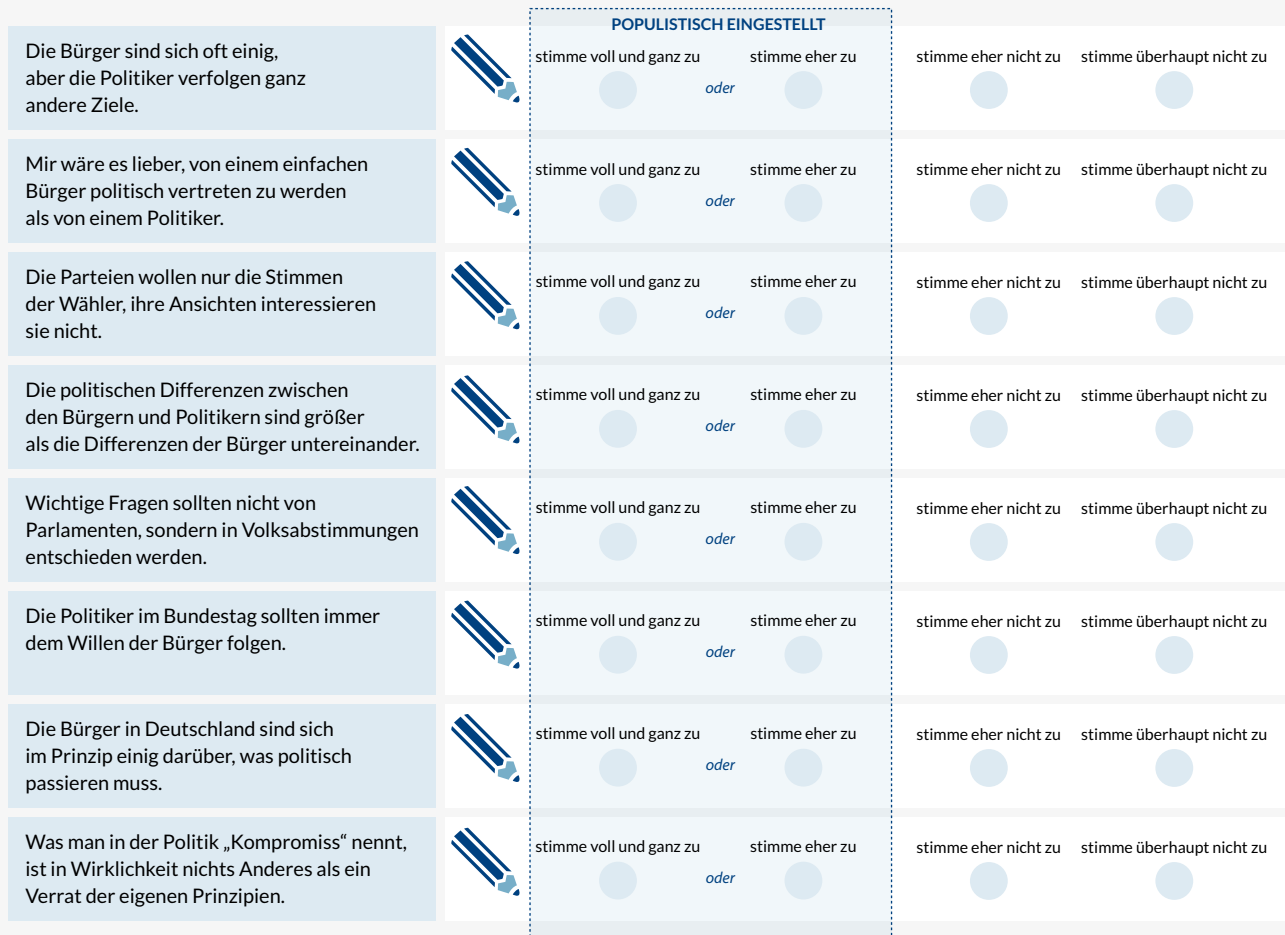 POPULISTISCH EINGESTELLT
Die Bürger sind sich oft einig,
aber die Politiker verfolgen ganz
andere Ziele.
stimme voll und ganz zu
oder
stimme eher zu
stimme eher nicht zu
stimme überhaupt nicht zu
Mir wäre es lieber, von einem einfachen
Bürger politisch vertreten zu werden
als von einem Politiker.
stimme voll und ganz zu
oder
stimme eher zu
stimme eher nicht zu
stimme überhaupt nicht zu
Die Parteien wollen nur die Stimmen
der Wähler, ihre Ansichten interessieren
sie nicht.
stimme voll und ganz zu
oder
stimme eher zu
stimme eher nicht zu
stimme überhaupt nicht zu
Die politischen Differenzen zwischen
den Bürgern und Politikern sind größer
als die Differenzen der Bürger untereinander.
stimme voll und ganz zu
oder
stimme eher zu
stimme eher nicht zu
stimme überhaupt nicht zu
Wichtige Fragen sollten nicht von
Parlamenten, sondern in Volksabstimmungen
entschieden werden.
stimme voll und ganz zu
oder
stimme eher zu
stimme eher nicht zu
stimme überhaupt nicht zu
Die Politiker im Bundestag sollten immer
dem Willen der Bürger folgen.
stimme voll und ganz zu
oder
stimme eher zu
stimme eher nicht zu
stimme überhaupt nicht zu
Die Bürger in Deutschland sind sich
im Prinzip einig darüber, was politisch
passieren muss.
stimme voll und ganz zu
oder
stimme eher zu
stimme eher nicht zu
stimme überhaupt nicht zu
Was man in der Politik „Kompromiss“ nennt,
ist in Wirklichkeit nichts Anderes als ein
Verrat der eigenen Prinzipien.
stimme voll und ganz zu
oder
stimme eher zu
stimme eher nicht zu
stimme überhaupt nicht zu